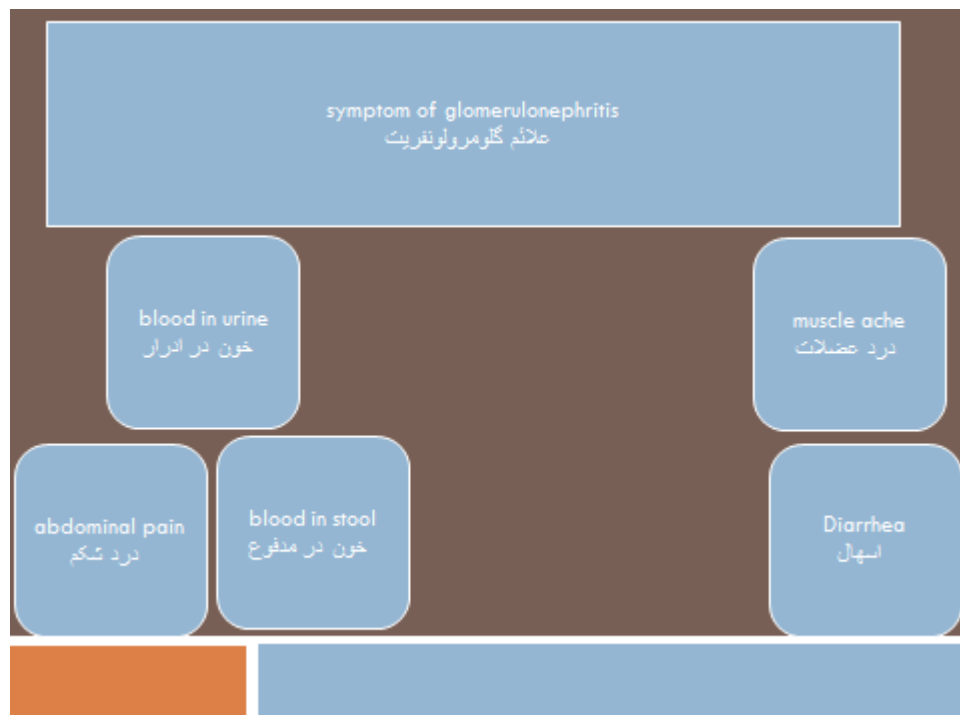 symptom of glomerulonephritis
علائم گلومرولونفریت
blood in urine
خون در ادرار
muscle ache
درد عضلات
abdominal pain
درد شکم
blood in stool
خون در مدفوع
Diarrhea
اسهال